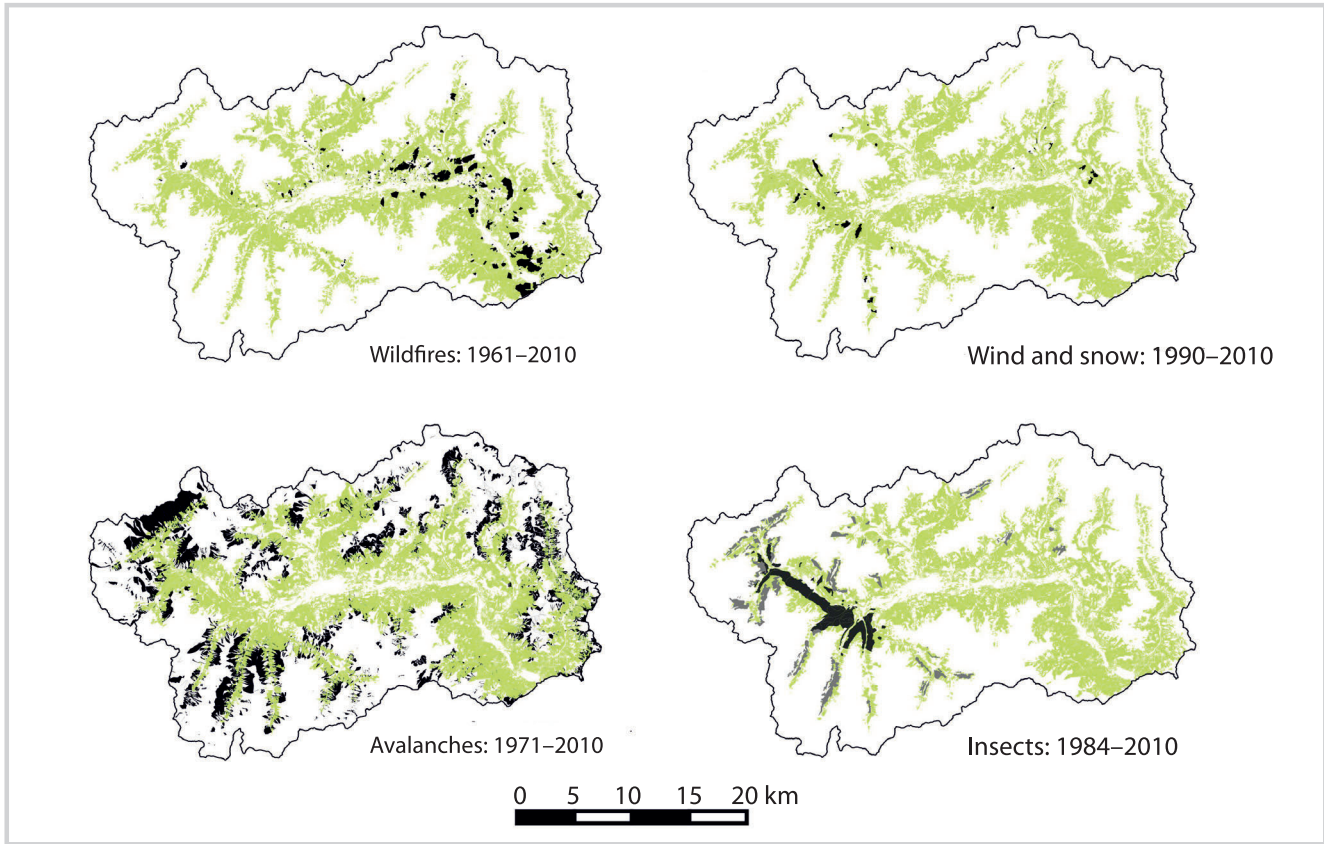 Wildfires: 1961–2010
Wind and snow: 1990–2010
Avalanches: 1971–2010
Insects: 1984–2010
0 5 10 15 20 km